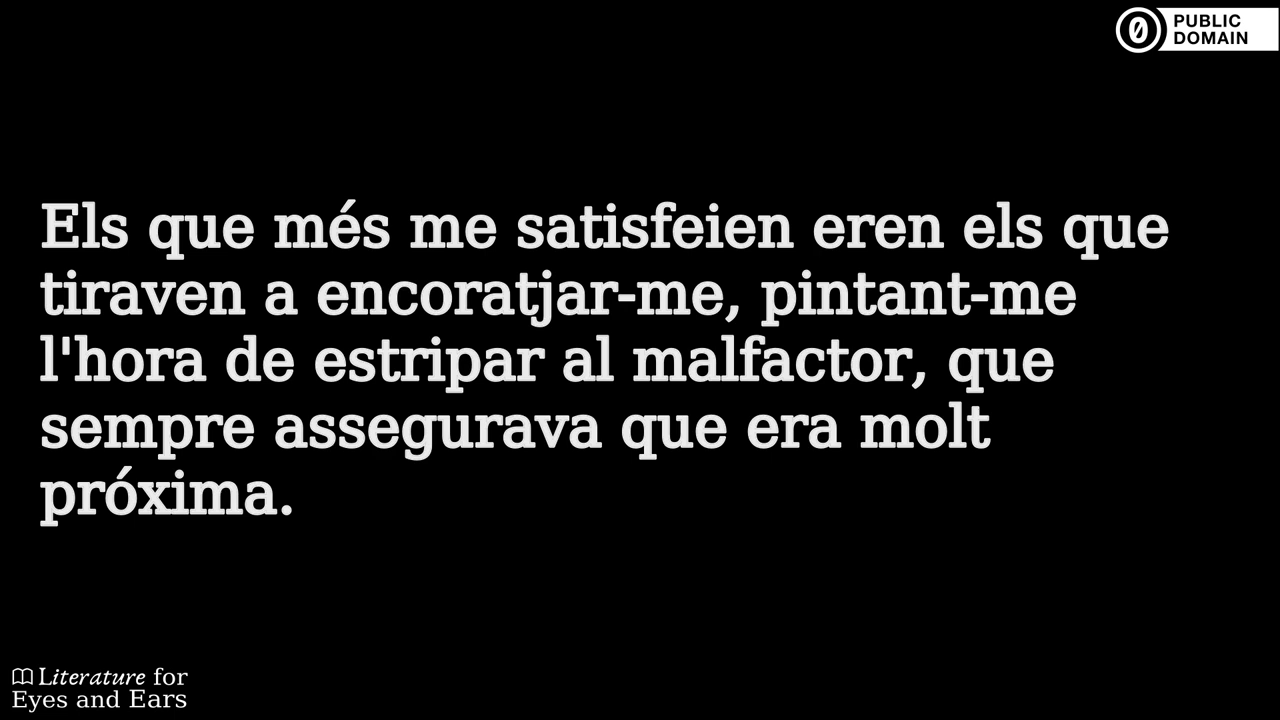 PUBLIC
DOMAIN
Els que més me satisfeien eren els que
tiraven a encoratjar-me, pintant-me
l'hora de estripar al malfactor, que
sempre assegurava que era molt
próxima.
Literature for
Eyes and Ears